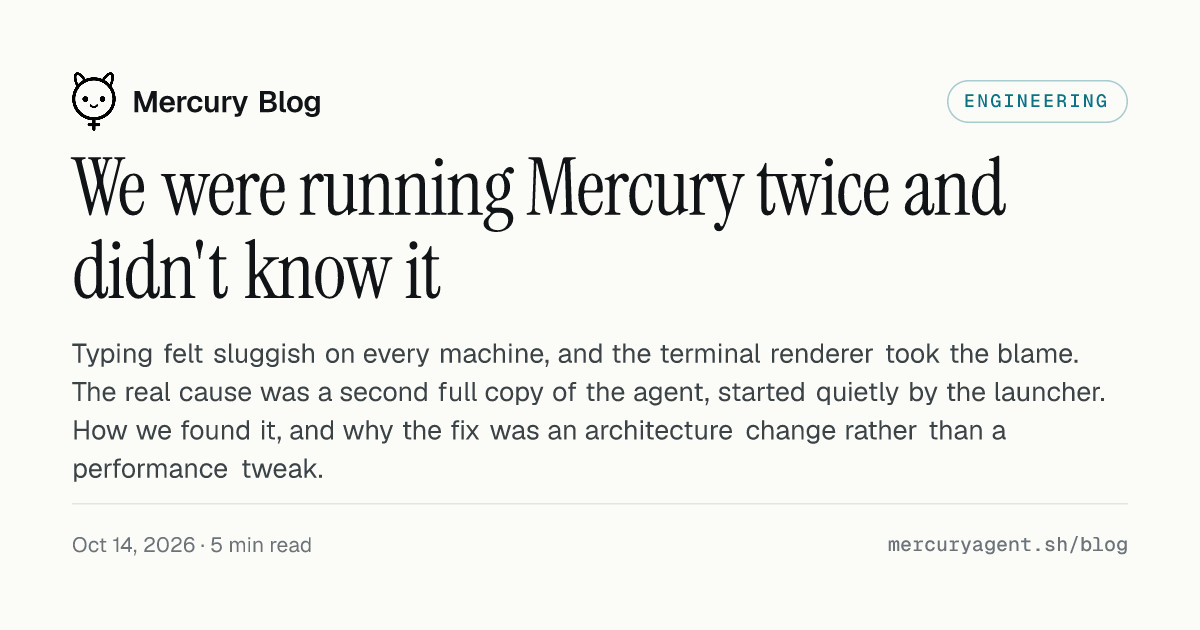 Mercury Blog
ENGINEERING
We were running Mercury twice and
didn't know it
Typing felt sluggish on every machine, and the terminal renderer took the blame.
The real cause was a second full copy of the agent, started quietly by the launcher.
How we found it, and why the fix was an architecture change rather than a
performance tweak.
Oct 14, 2026 · 5 min read
mercuryagent.sh/blog